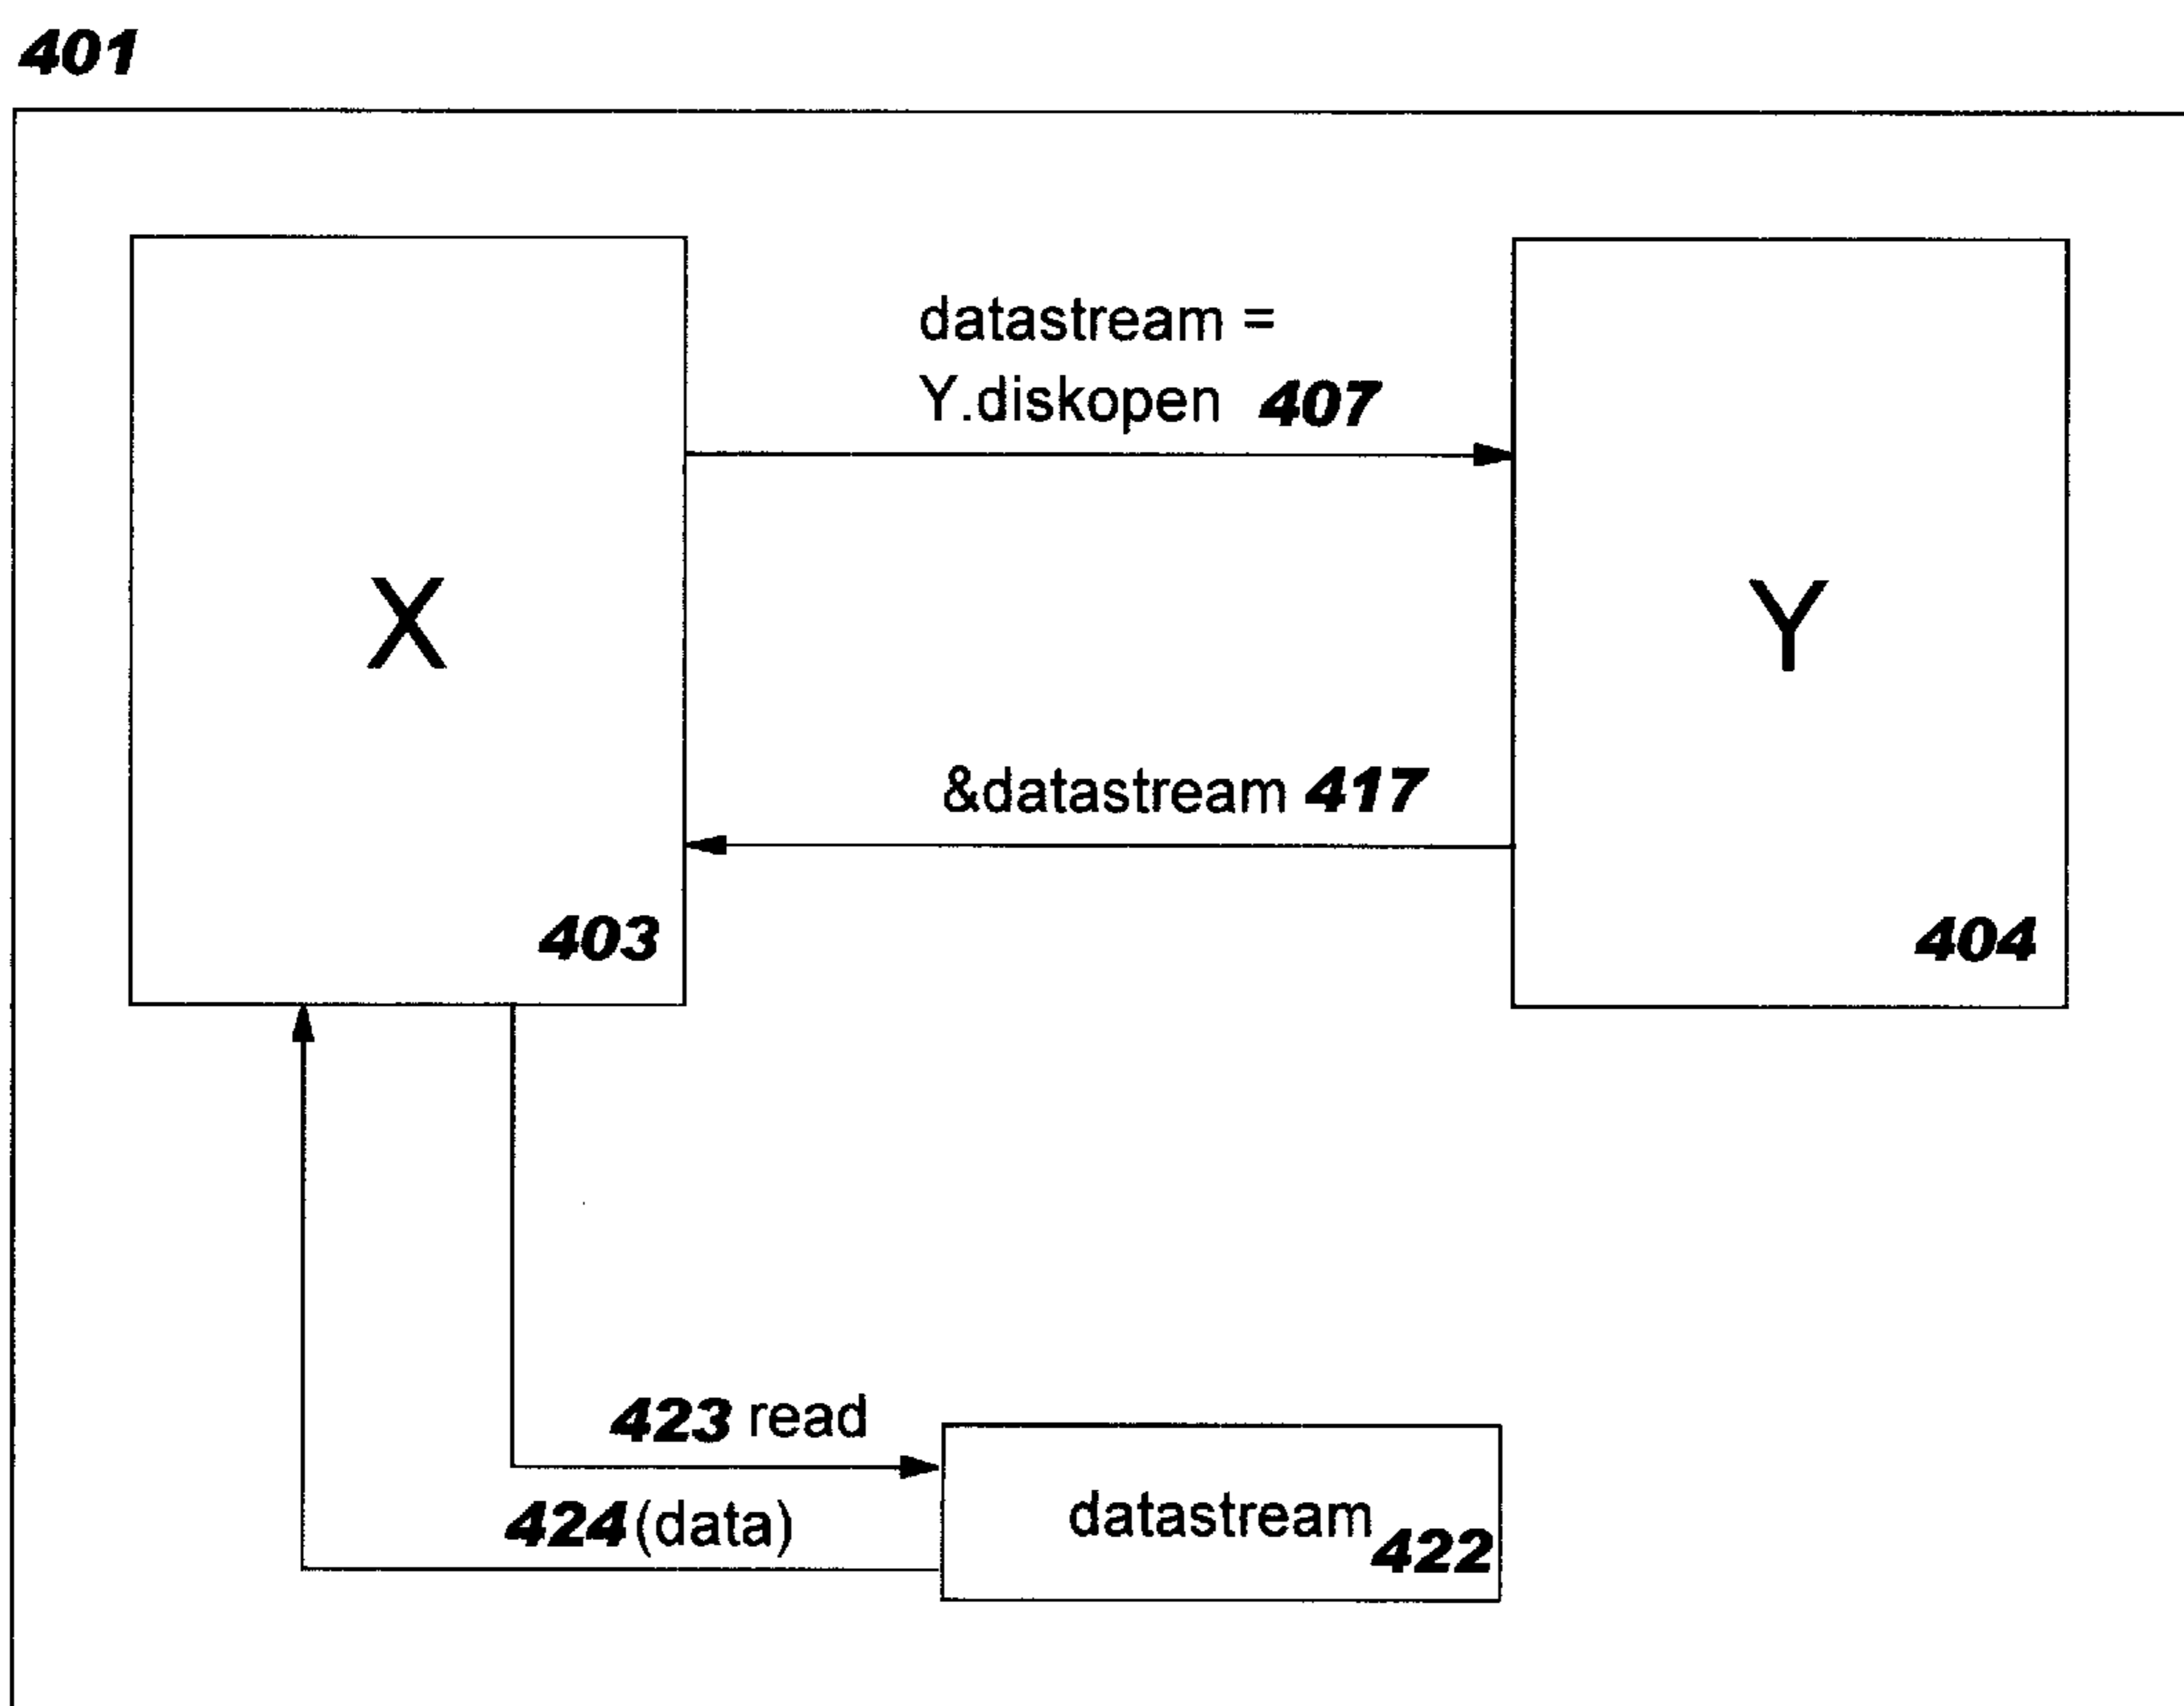 401
datastream =
Y.diskopen 407
X
Y
&datastream 417
403
404
423 read
424 (data)
datastream 422